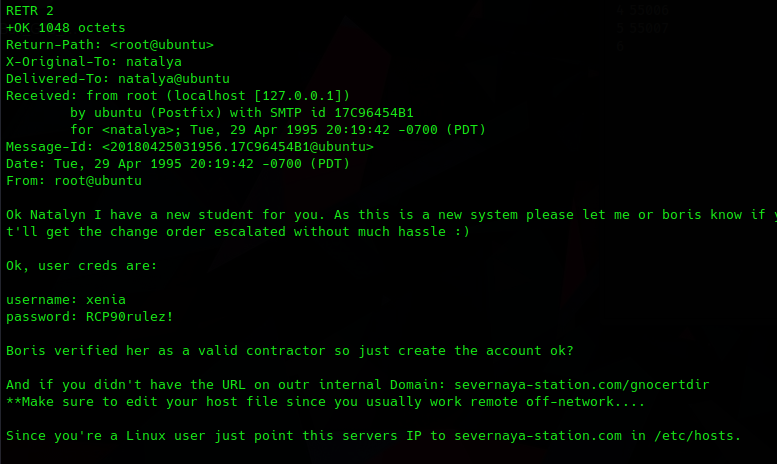 RETR 2
+OK 1048 octets
Return-Path: <root@ubuntu>
X-Original-To: natalya
Delivered-To: natalya@ubuntu
Received: from root (localhost [127.0.0.1])
        by ubuntu (Postfix) with SMTP id 17C96454B1
        for <natalya>; Tue, 29 Apr 1995 20:19:42 -0700 (PDT)
Message-Id: <20180425031956.17C96454B1@ubuntu>
Date: Tue, 29 Apr 1995 20:19:42 -0700 (PDT)
From: root@ubuntu

Ok Natalyn I have a new student for you. As this is a new system please let me or boris know if
t'll get the change order escalated without much hassle :)

Ok, user creds are:

username: xenia
password: RCP90rulez!

Boris verified her as a valid contractor so just create the account ok?

And if you didn't have the URL on outr internal Domain: severnaya-station.com/gnocertdir
**Make sure to edit your host file since you usually work remote off-network....

Since you're a Linux user just point this servers IP to severnaya-station.com in /etc/hosts.